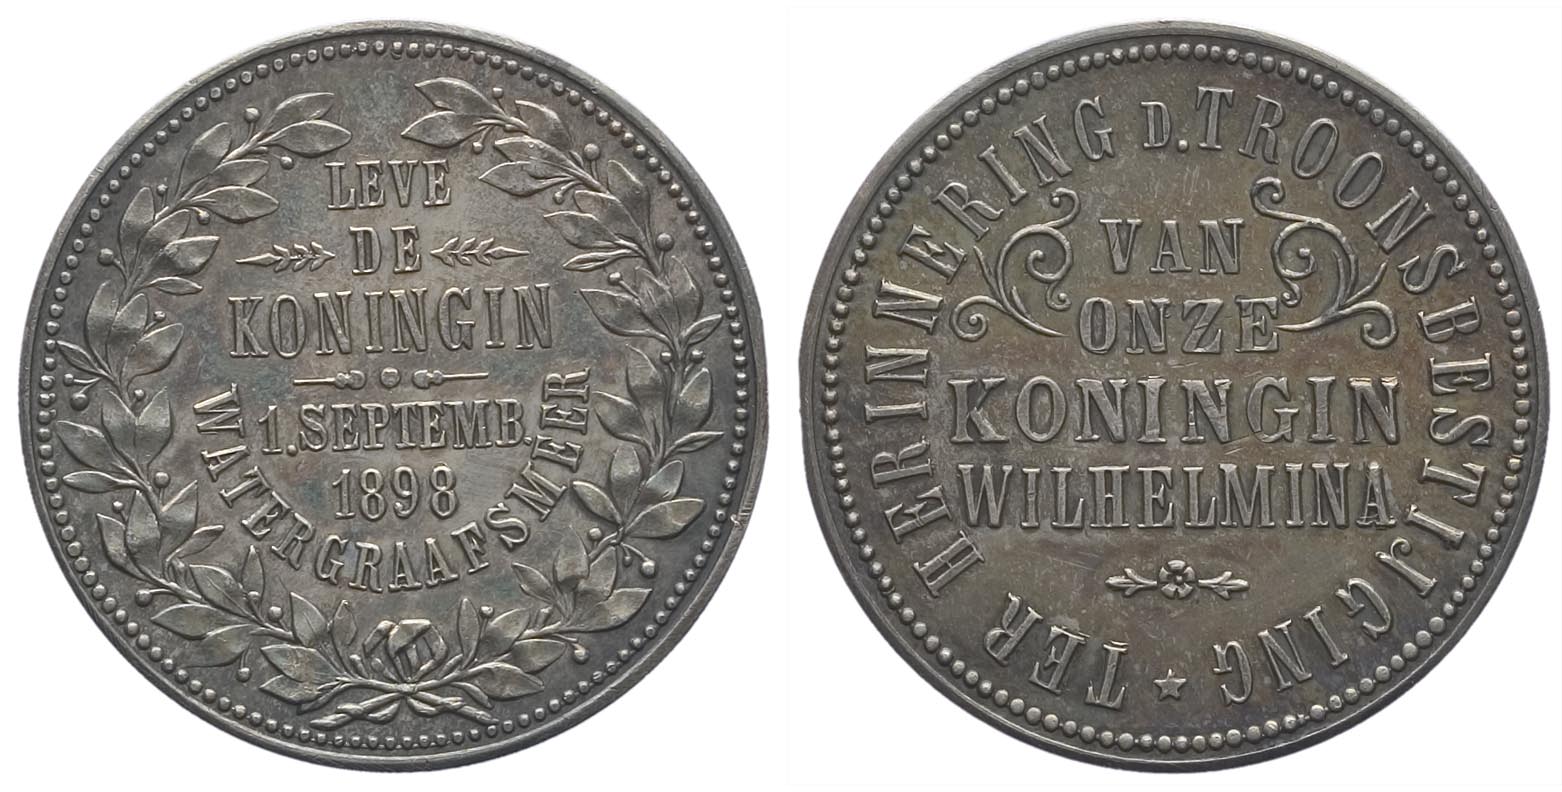 LEVE
DE
KONINGIN
1.SEPTEMB.
1898
WATERGRAAFSMEER
TER HERINNERING D. TROONSBESTIJGING
VAN
ONZE
KONINGIN
WILHELMINA